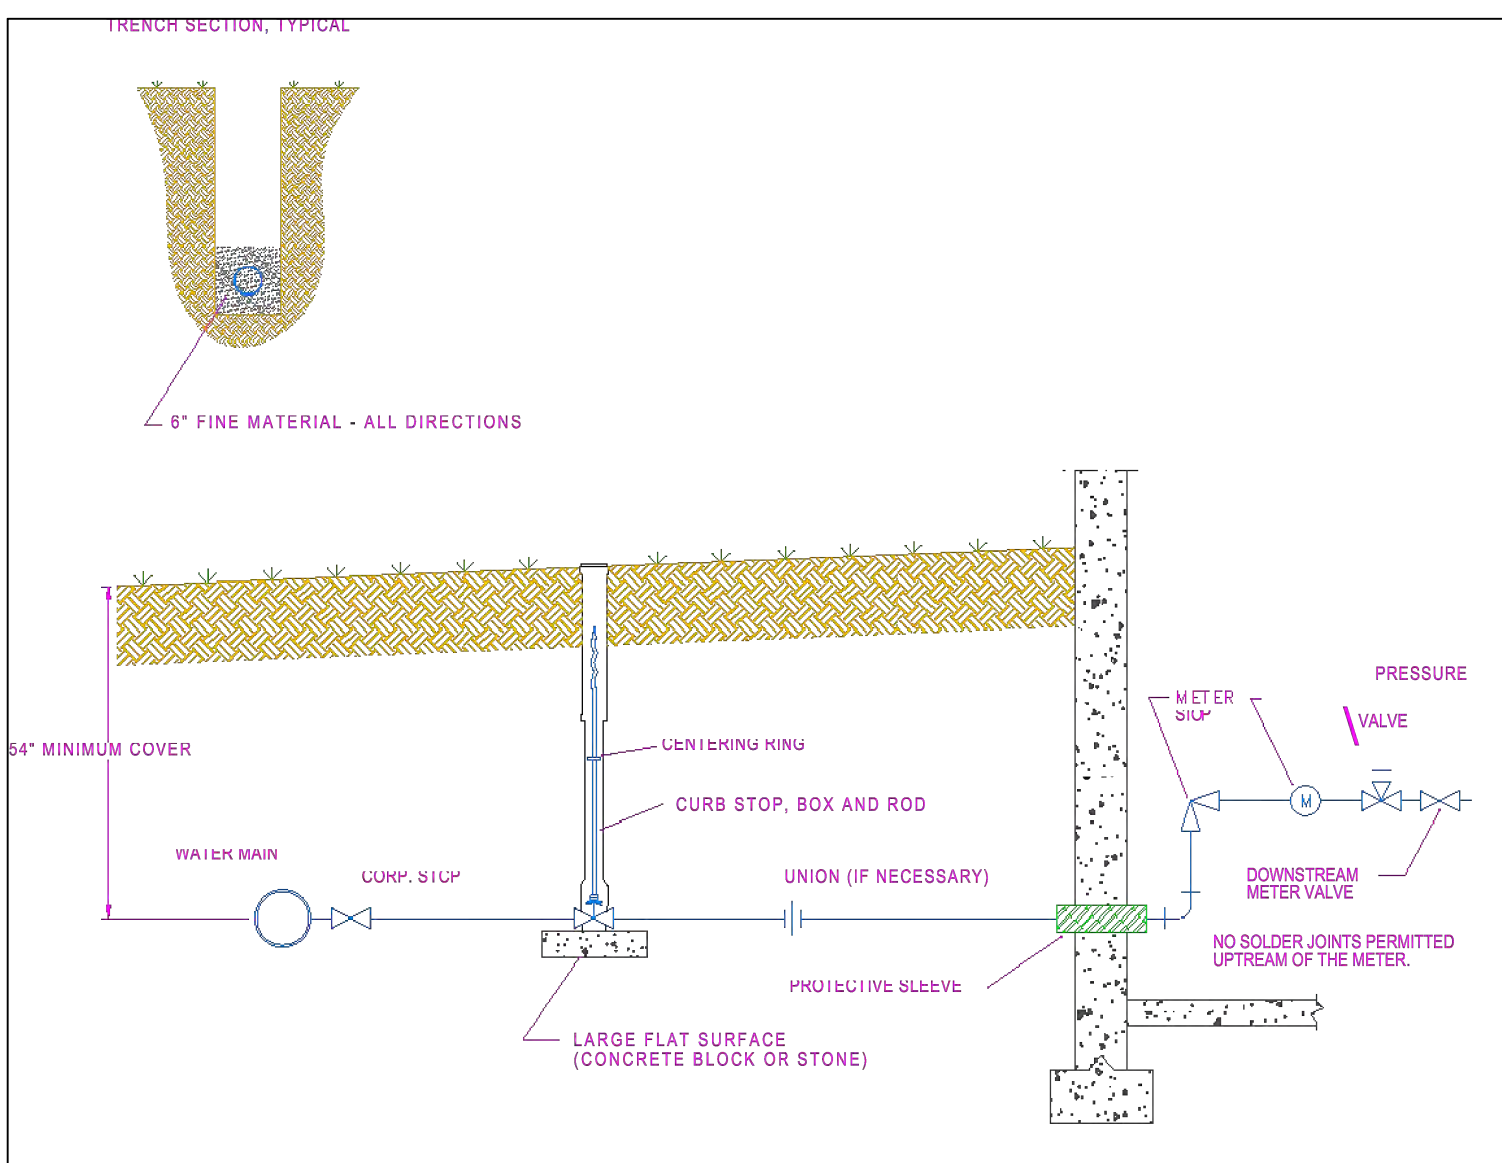 TRENCH SECTION, TYPICAL
6" FINE MATERIAL - ALL DIRECTIONS
PRESSURE
METER
STOP
VALVE
54" MINIMUM COVER
CENTERING RING
M
CURB STOP, BOX AND ROD
WATER MAIN
CORP. STOP
UNION (IF NECESSARY)
DOWNSTREAM
METER VALVE
NO SOLDER JOINTS PERMITTED
UPTREAM OF THE METER.
PROTECTIVE SLEEVE
LARGE FLAT SURFACE
(CONCRETE BLOCK OR STONE)